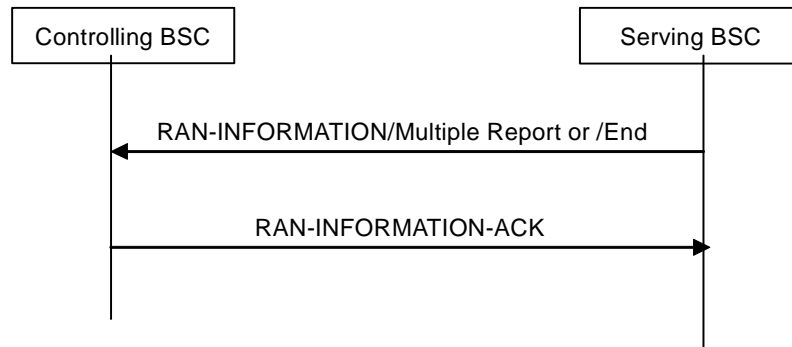 Controlling BSC
Serving BSC
RAN-INFORMATION/Multiple Report or /End
RAN-INFORMATION-ACK